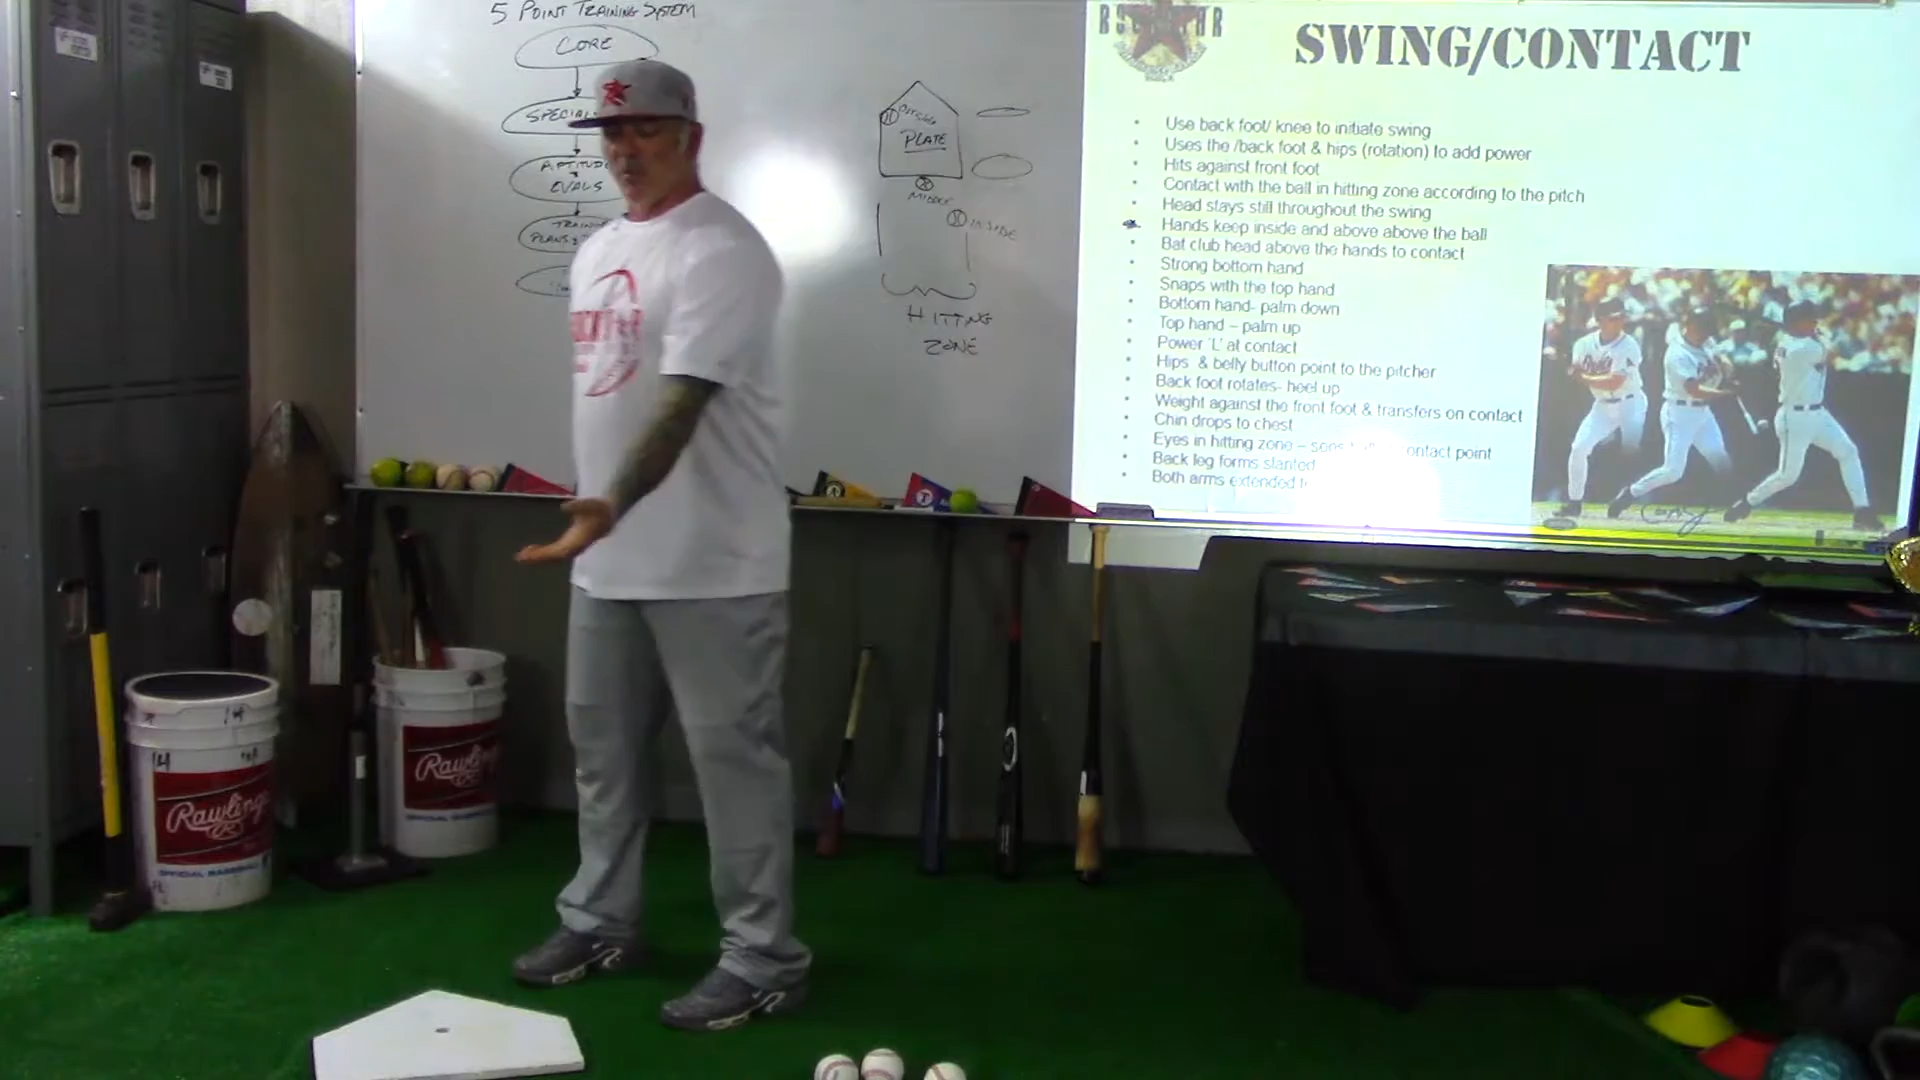 5 POINT TRAINING SYSTEM
CORE
APTITUDE
EVALS
PLATE
MIDDLE
INSIDE
HITTING
ZONE
SWING/CONTACT
Use back foot/ knee to initiate swing
Uses the /back foot & hips (rotation) to add power
Hits against front foot
Contact with the ball in hitting zone according to the pitch
Head stays still throughout the swing
Hands keep inside and above above the ball
Bat club head above the hands to contact
Strong bottom hand
Snaps with the top hand
Bottom hand- palm down
Top hand – palm up
Power 'L' at contact
Hips & belly button point to the pitcher
Back foot rotates- heel up
Weight against the front foot & transfers on contact
Chin drops to chest
Eyes in hitting zone – contact point
Back leg forms slanted
Both arms extended
T
14
14
Rawlings
R
OFFICIAL BASEBALL
Rawlings